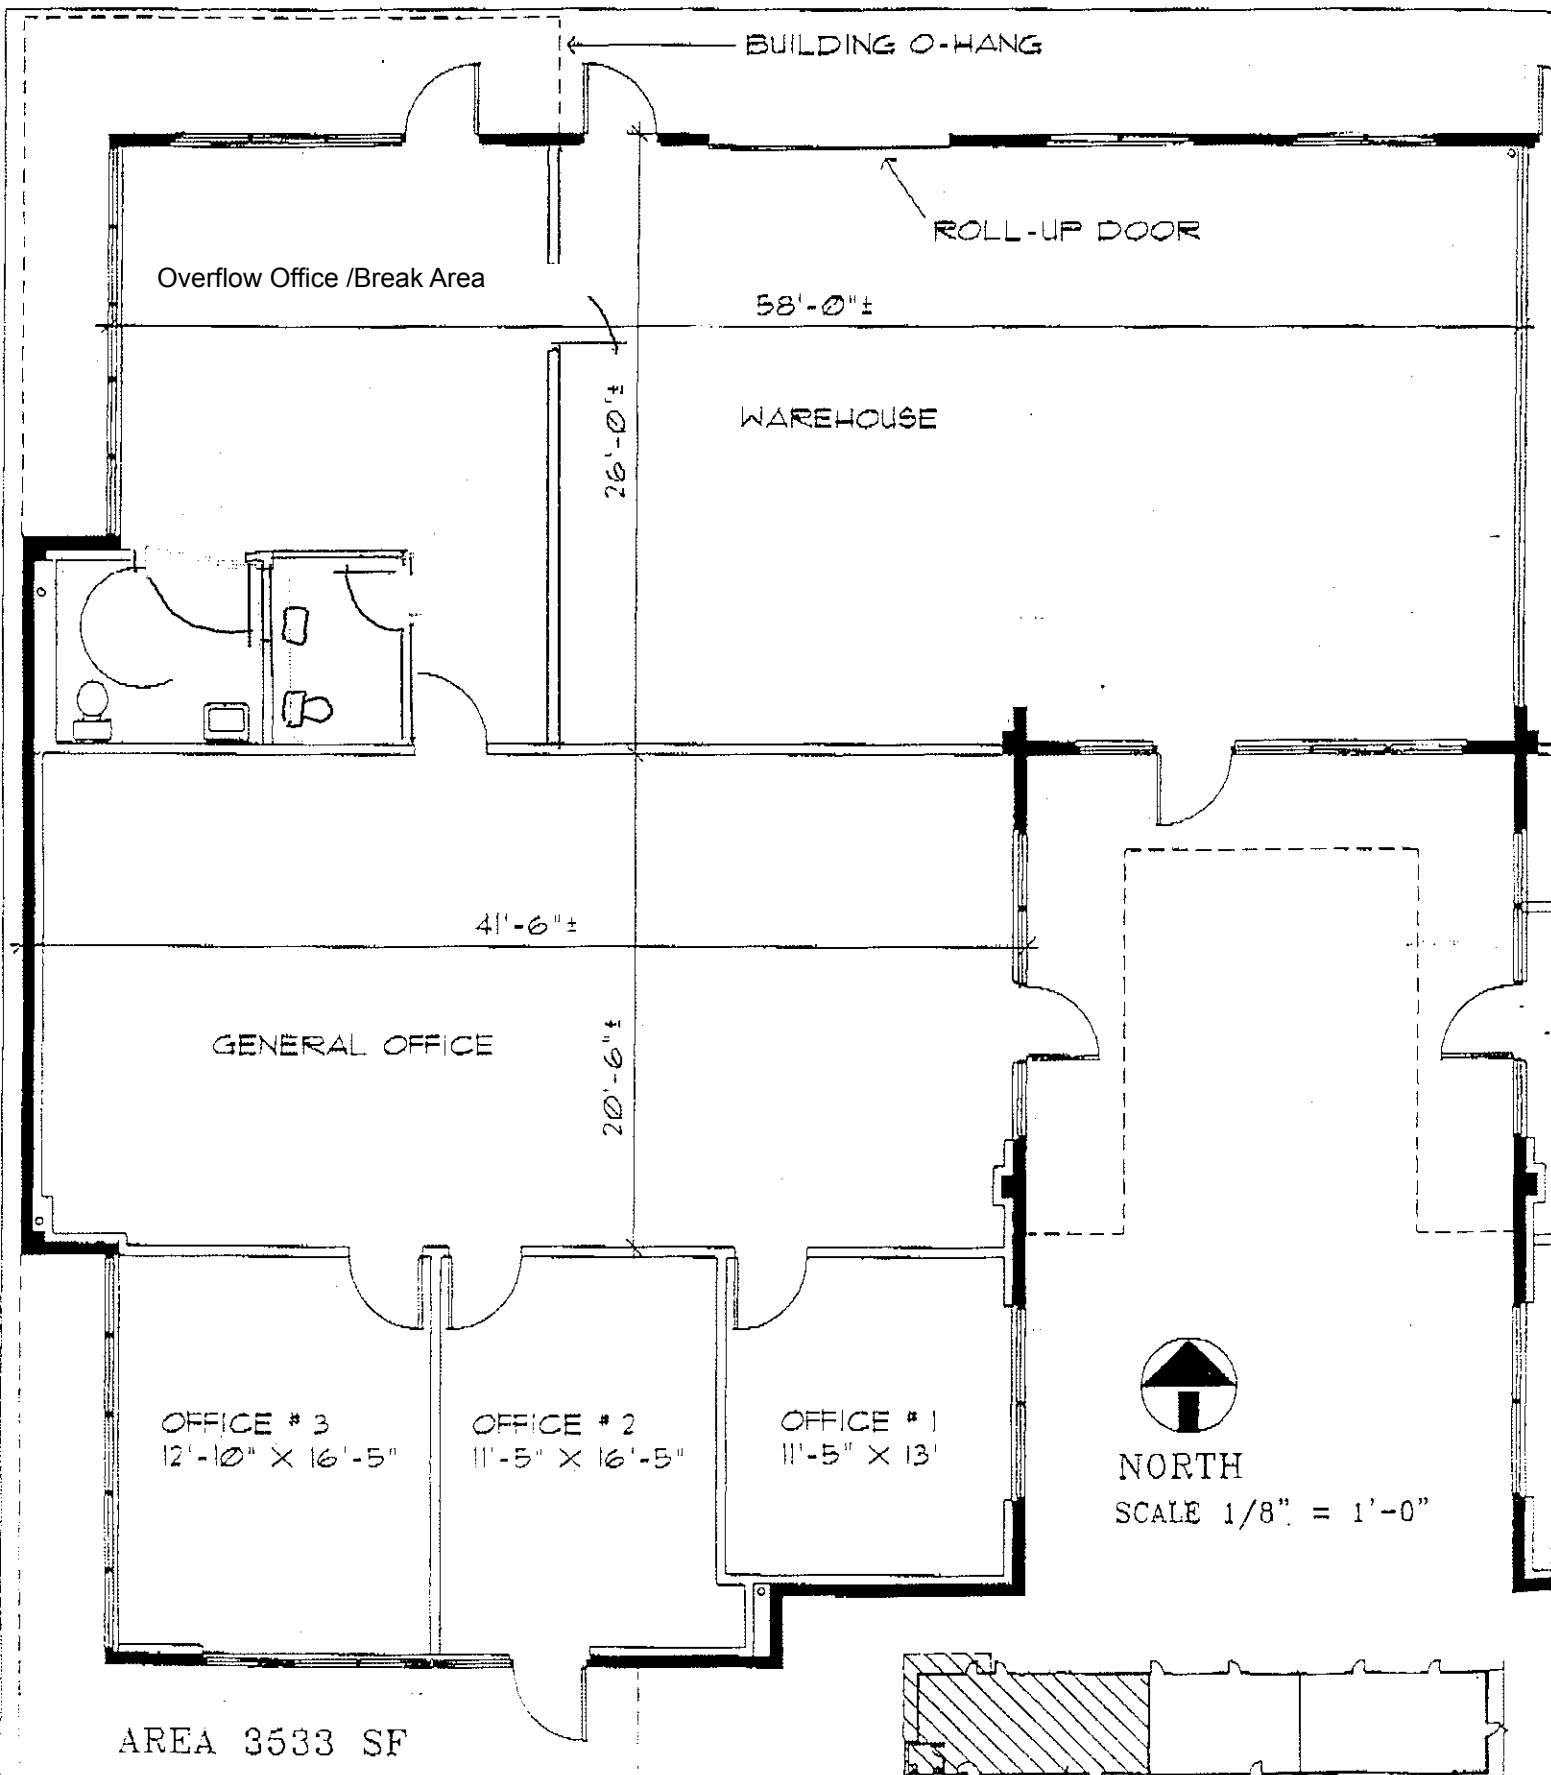 BUILDING O-HANG
ROLL-UP DOOR
Overflow Office /Break Area
58'-0"±
26'-0"±
WAREHOUSE
41'-6"±
GENERAL OFFICE
20'-6"±
OFFICE #3
12'-10" X 16'-5"
OFFICE #2
11'-5" X 16'-5"
OFFICE #1
11'-5" X 13'
NORTH
SCALE 1/8" = 1'-0"
AREA 3533 SF